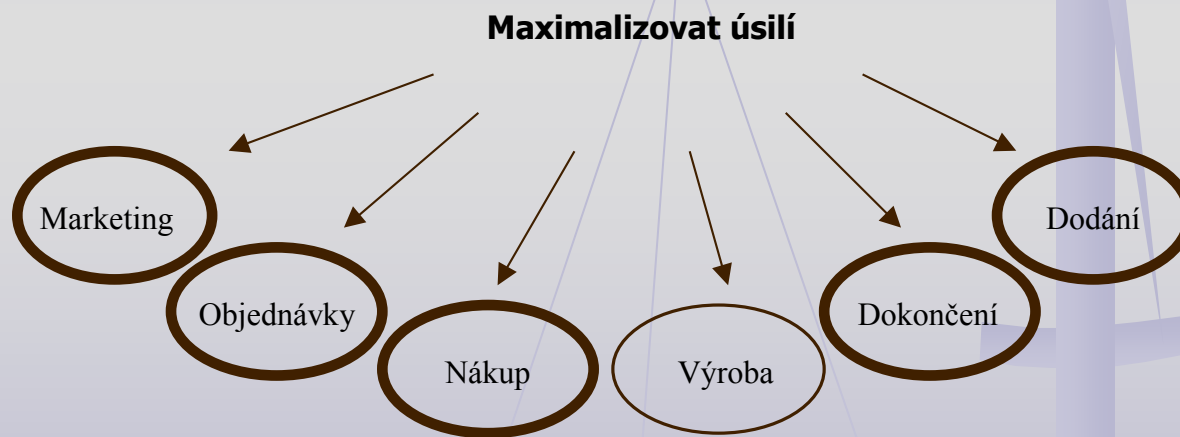 Maximalizovat úsilí
Marketing
Objednávky
Nákup
Výroba
Dokončení
Dodání